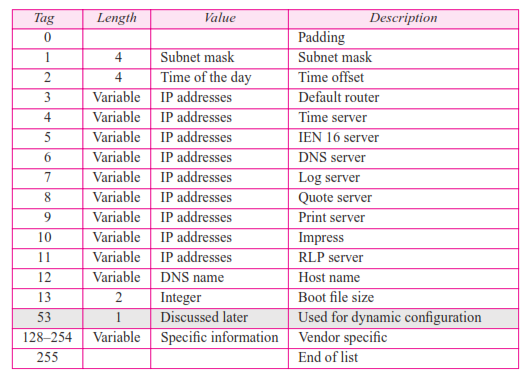 Tag Length Value Description
0 Padding
1 4 Subnet mask Subnet mask
2 4 Time of the day Time offset
3 Variable IP addresses Default router
4 Variable IP addresses Time server
5 Variable IP addresses IEN 16 server
6 Variable IP addresses DNS server
7 Variable IP addresses Log server
8 Variable IP addresses Quote server
9 Variable IP addresses Print server
10 Variable IP addresses Impress
11 Variable IP addresses RLP server
12 Variable DNS name Host name
13 2 Integer Boot file size
53 1 Discussed later Used for dynamic configuration
128–254 Variable Specific information Vendor specific
255 End of list